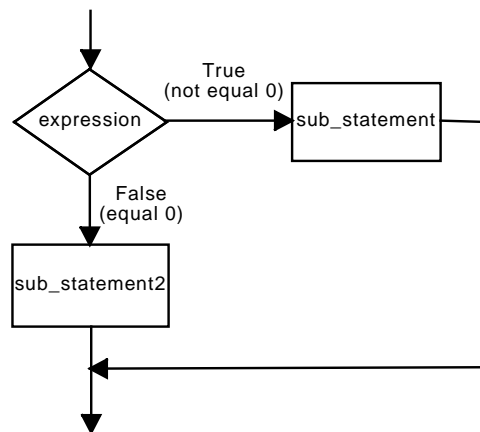 True
(not equal 0)
expression
sub_statement
False
(equal 0)
sub_statement2